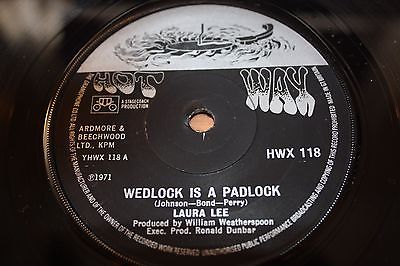 HOT WAX
A STAGECOACH
PRODUCTION
ARDMORE &
BEECHWOOD
LTD., KPM
YHWX 118 A
HWX 118
℗1971
WEDLOCK IS A PADLOCK
(Johnson—Bond—Perry)
LAURA LEE
Produced by William Weatherspoon
Exec. Prod. Ronald Dunbar